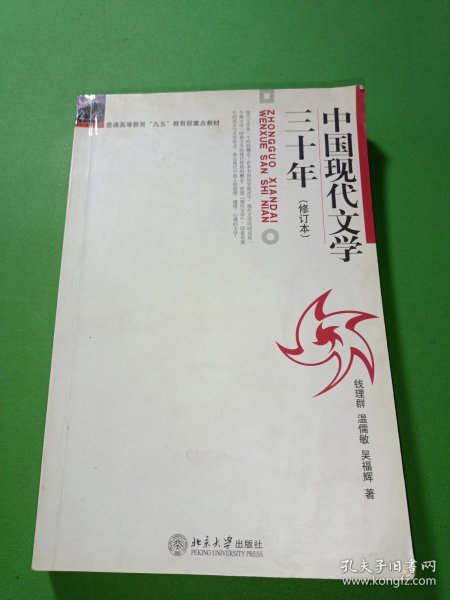 普通高等教育“九五”教育部重点教材
中国现代文学
三十年
(修订本)
ZHONGGUO XIANDAI
WENXUE SAN SHI NIAN
钱理群 温儒敏 吴福辉 著
北京大学出版社
PEKING UNIVERSITY PRESS
孔夫子旧书网
www.kongfz.com